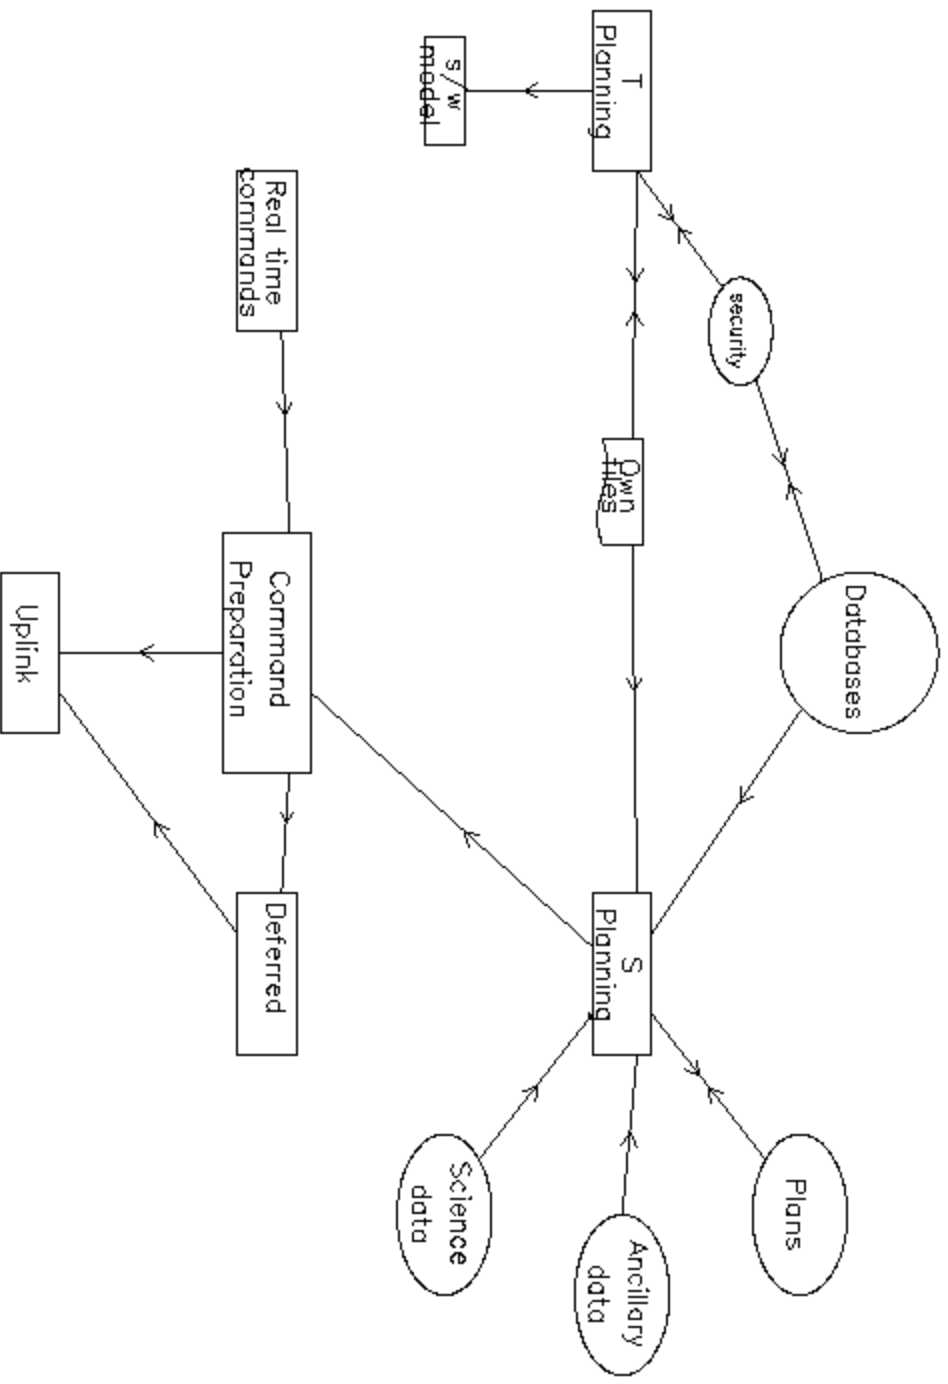 Databases
Plans
security
T
Planning
Own
files
S
Planning
Ancillary
data
s/w
model
Science
data
Real time
commands
Command
Preparation
Deferred
Uplink